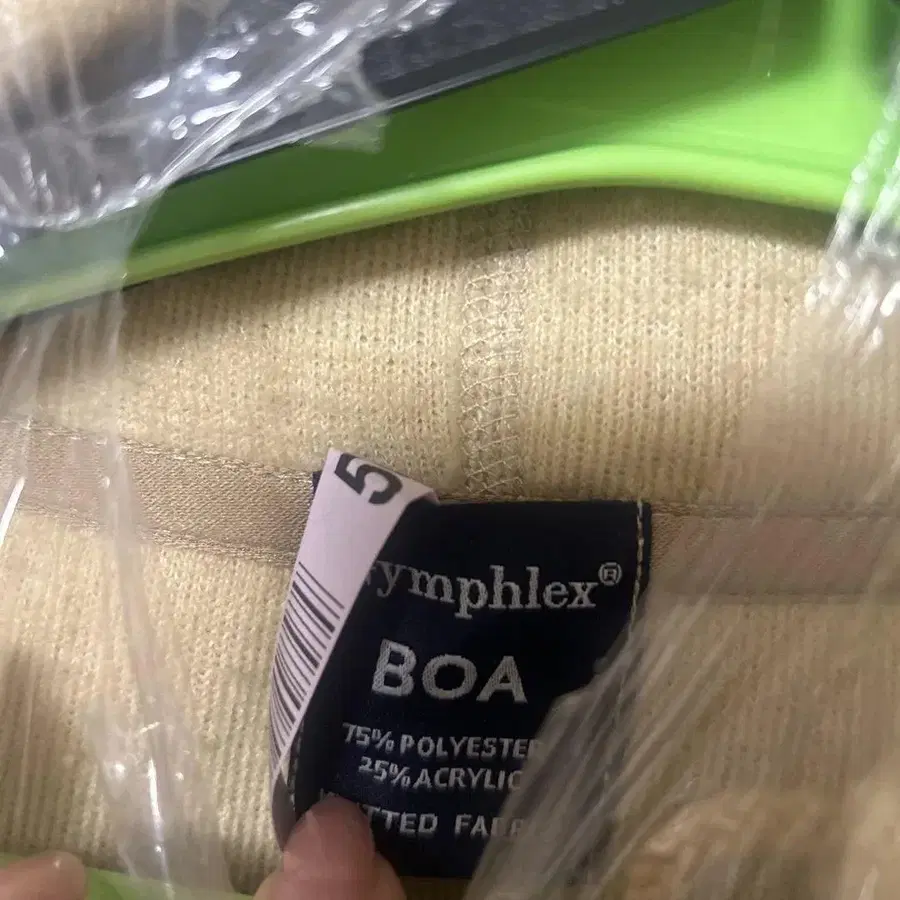 5
ymphlex®
BOA
75% POLYESTER
25% ACRYLIC
TTED FAB